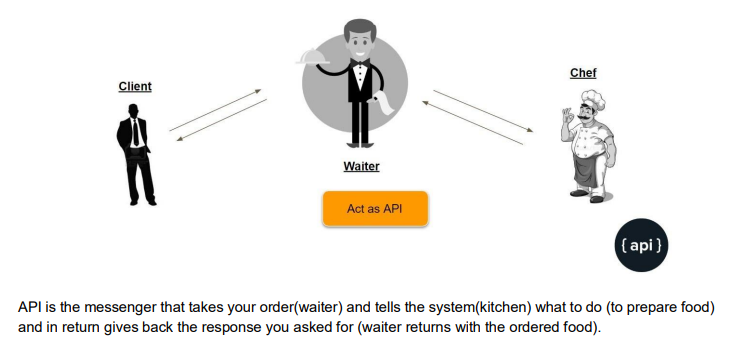 Client
Chef
Waiter
Act as API
{ api }
API is the messenger that takes your order(waiter) and tells the system(kitchen) what to do (to prepare food)
and in return gives back the response you asked for (waiter returns with the ordered food).